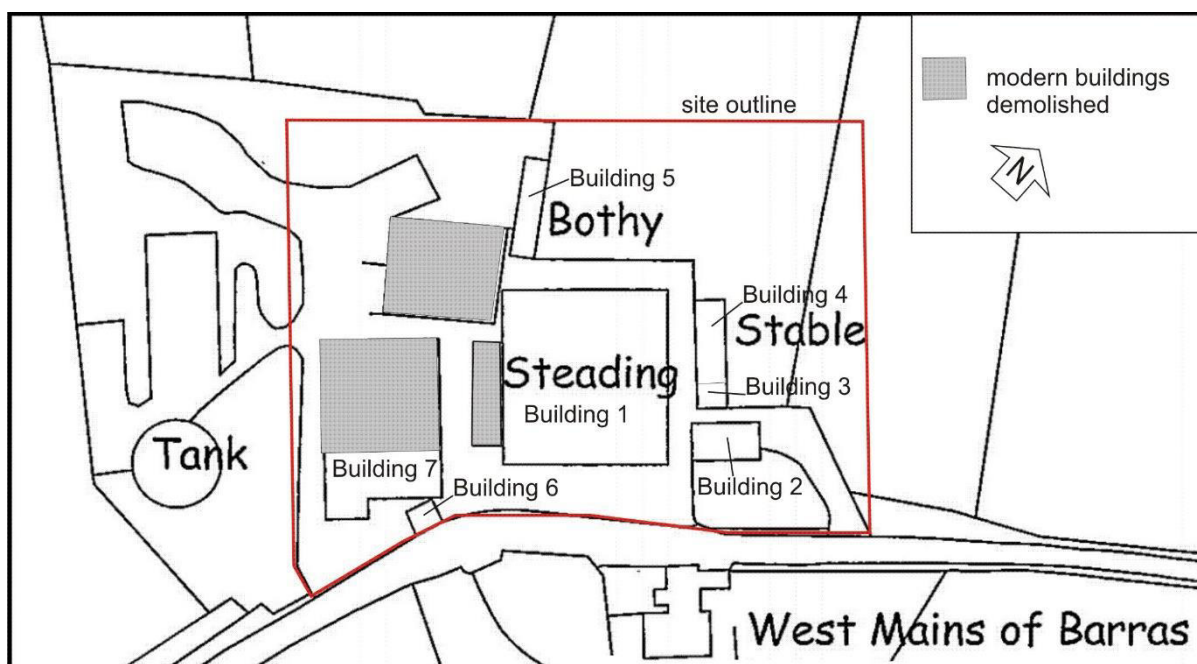 modern buildings
demolished
N
site outline
Building 5
Bothy
Building 4
Stable
Building 3
Steading
Building 1
Tank
Building 7
Building 6
Building 2
West Mains of Barras